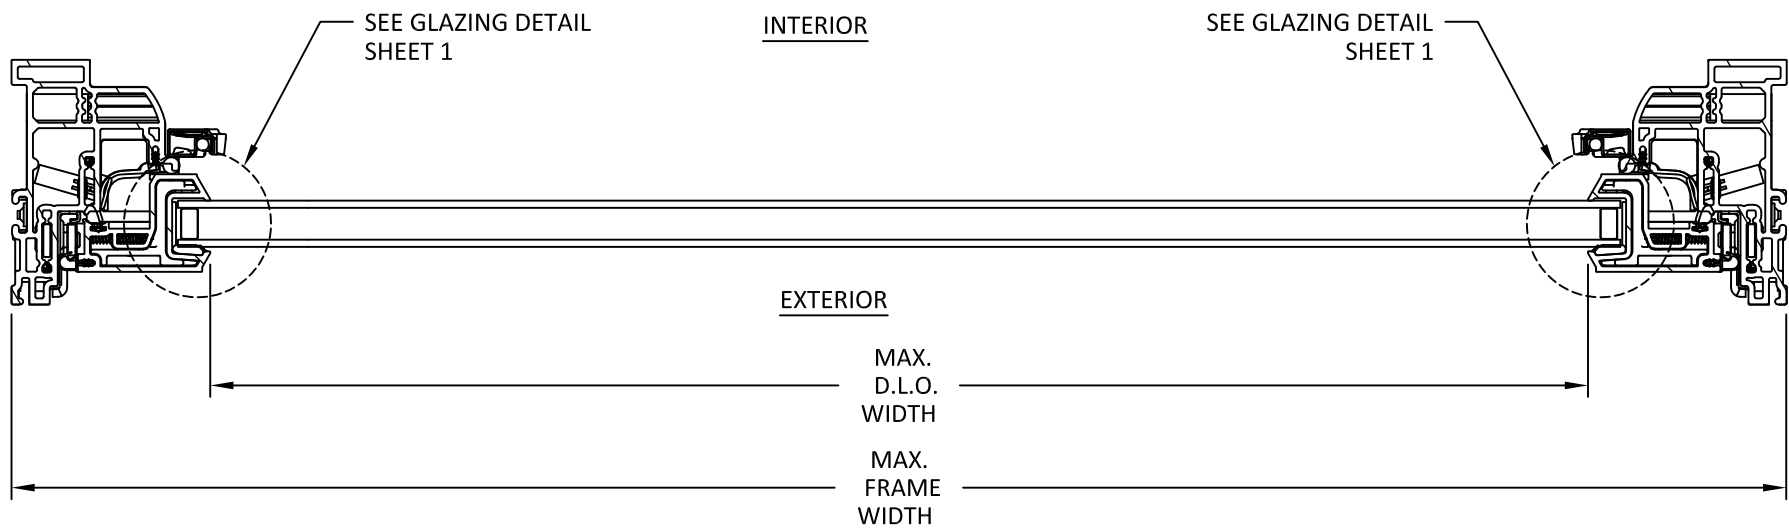 SEE GLAZING DETAIL
SHEET 1
INTERIOR
SEE GLAZING DETAIL
SHEET 1
EXTERIOR
MAX.
D.L.O.
WIDTH
MAX.
FRAME
WIDTH